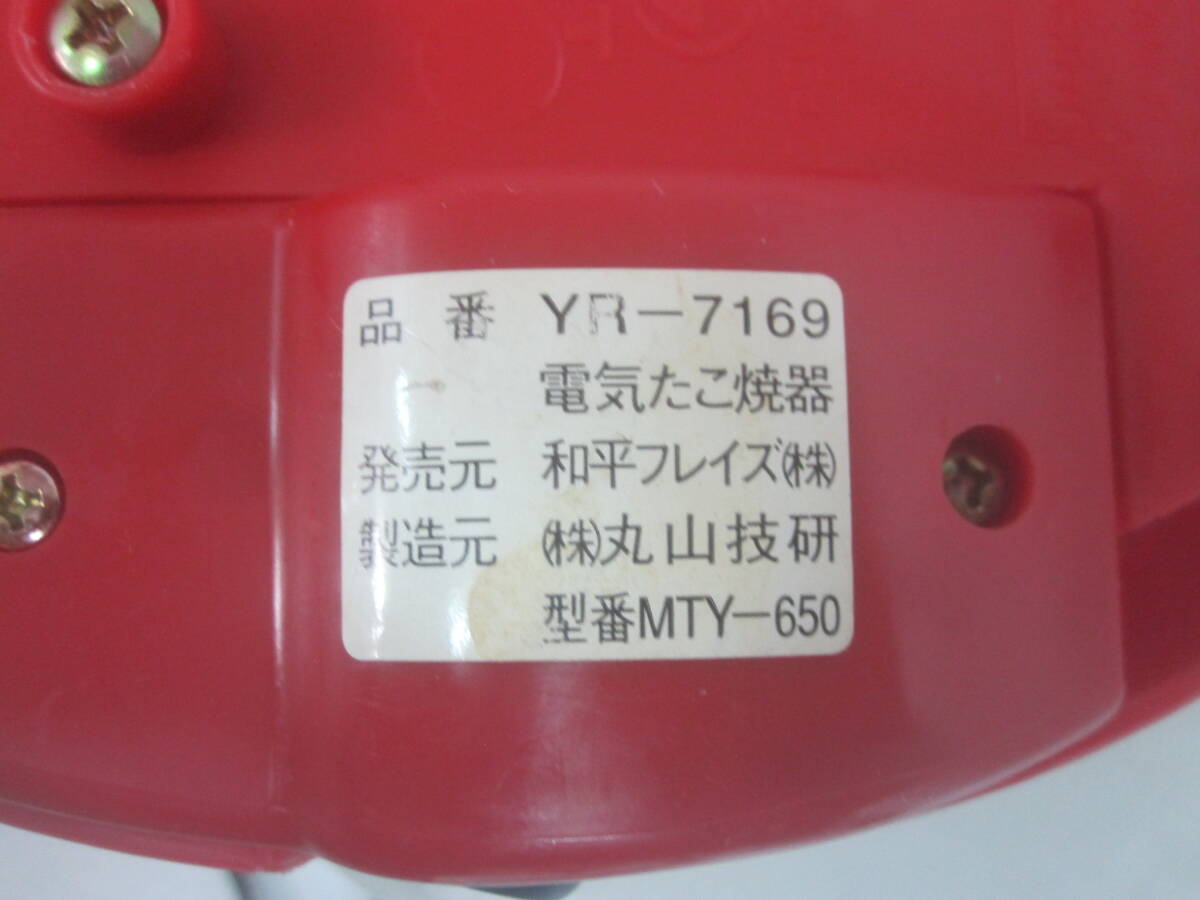 品番 YR-7169
電気たこ焼器
発売元 和平フレイズ(株)
製造元 (株)丸山技研
型番MTY-650